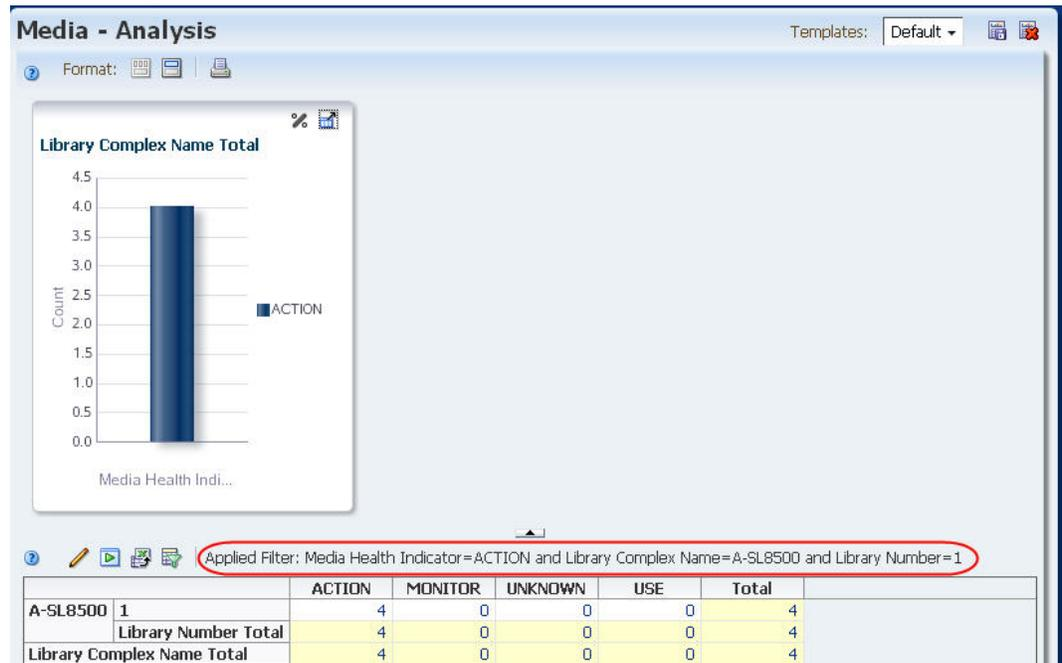 Media - Analysis
Templates: Default
Format:
Library Complex Name Total
4.5
4.0
3.5
3.0
2.5
2.0
1.5
1.0
0.5
0.0
Count
ACTION
Media Health Indi...
Applied Filter: Media Health Indicator=ACTION and Library Complex Name=A-SL8500 and Library Number=1
ACTION MONITOR UNKNOWN USE Total
A-SL8500 1 4 0 0 0 4
Library Number Total 4 0 0 0 4
Library Complex Name Total 4 0 0 0 4